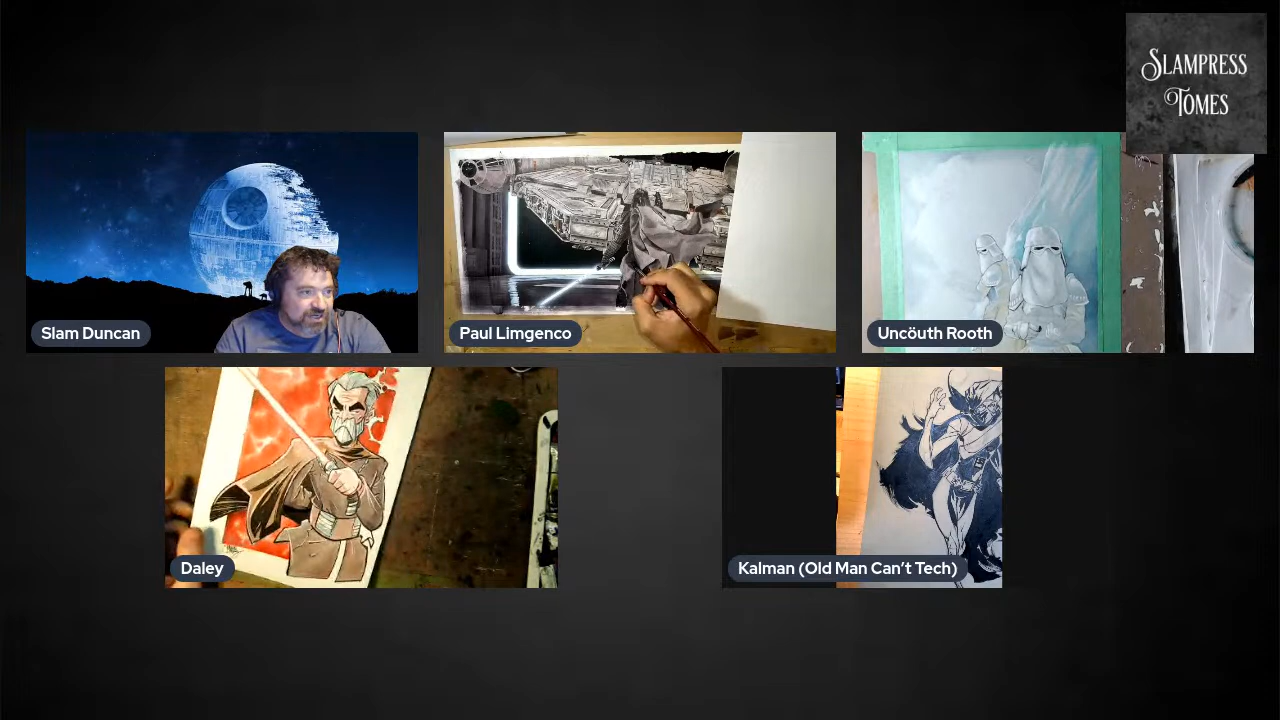 Slampress
Tomes
Slam Duncan
Paul Limgenco
Uncöuth Rooth
Daley
Kalman (Old Man Can't Tech)